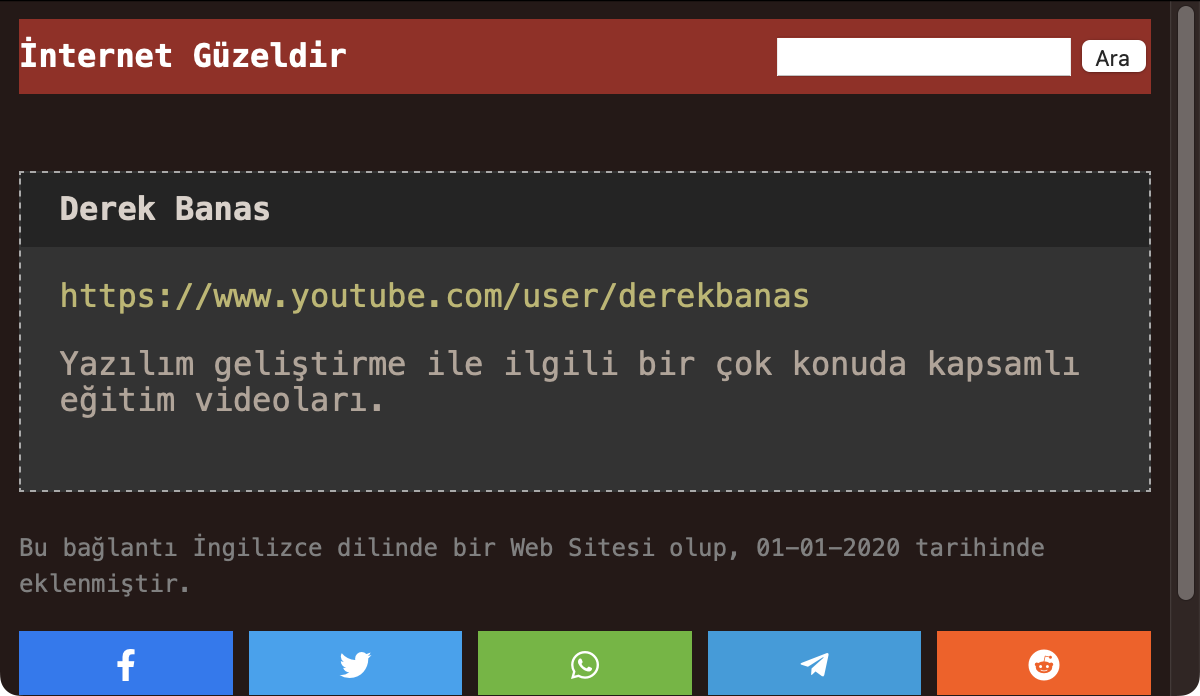 İnternet Güzeldir
Ara
Derek Banas
https://www.youtube.com/user/derekbanas
Yazılım geliştirme ile ilgili bir çok konuda kapsamlı
eğitim videoları.
Bu bağlantı İngilizce dilinde bir Web Sitesi olup, 01-01-2020 tarihinde
eklenmiştir.